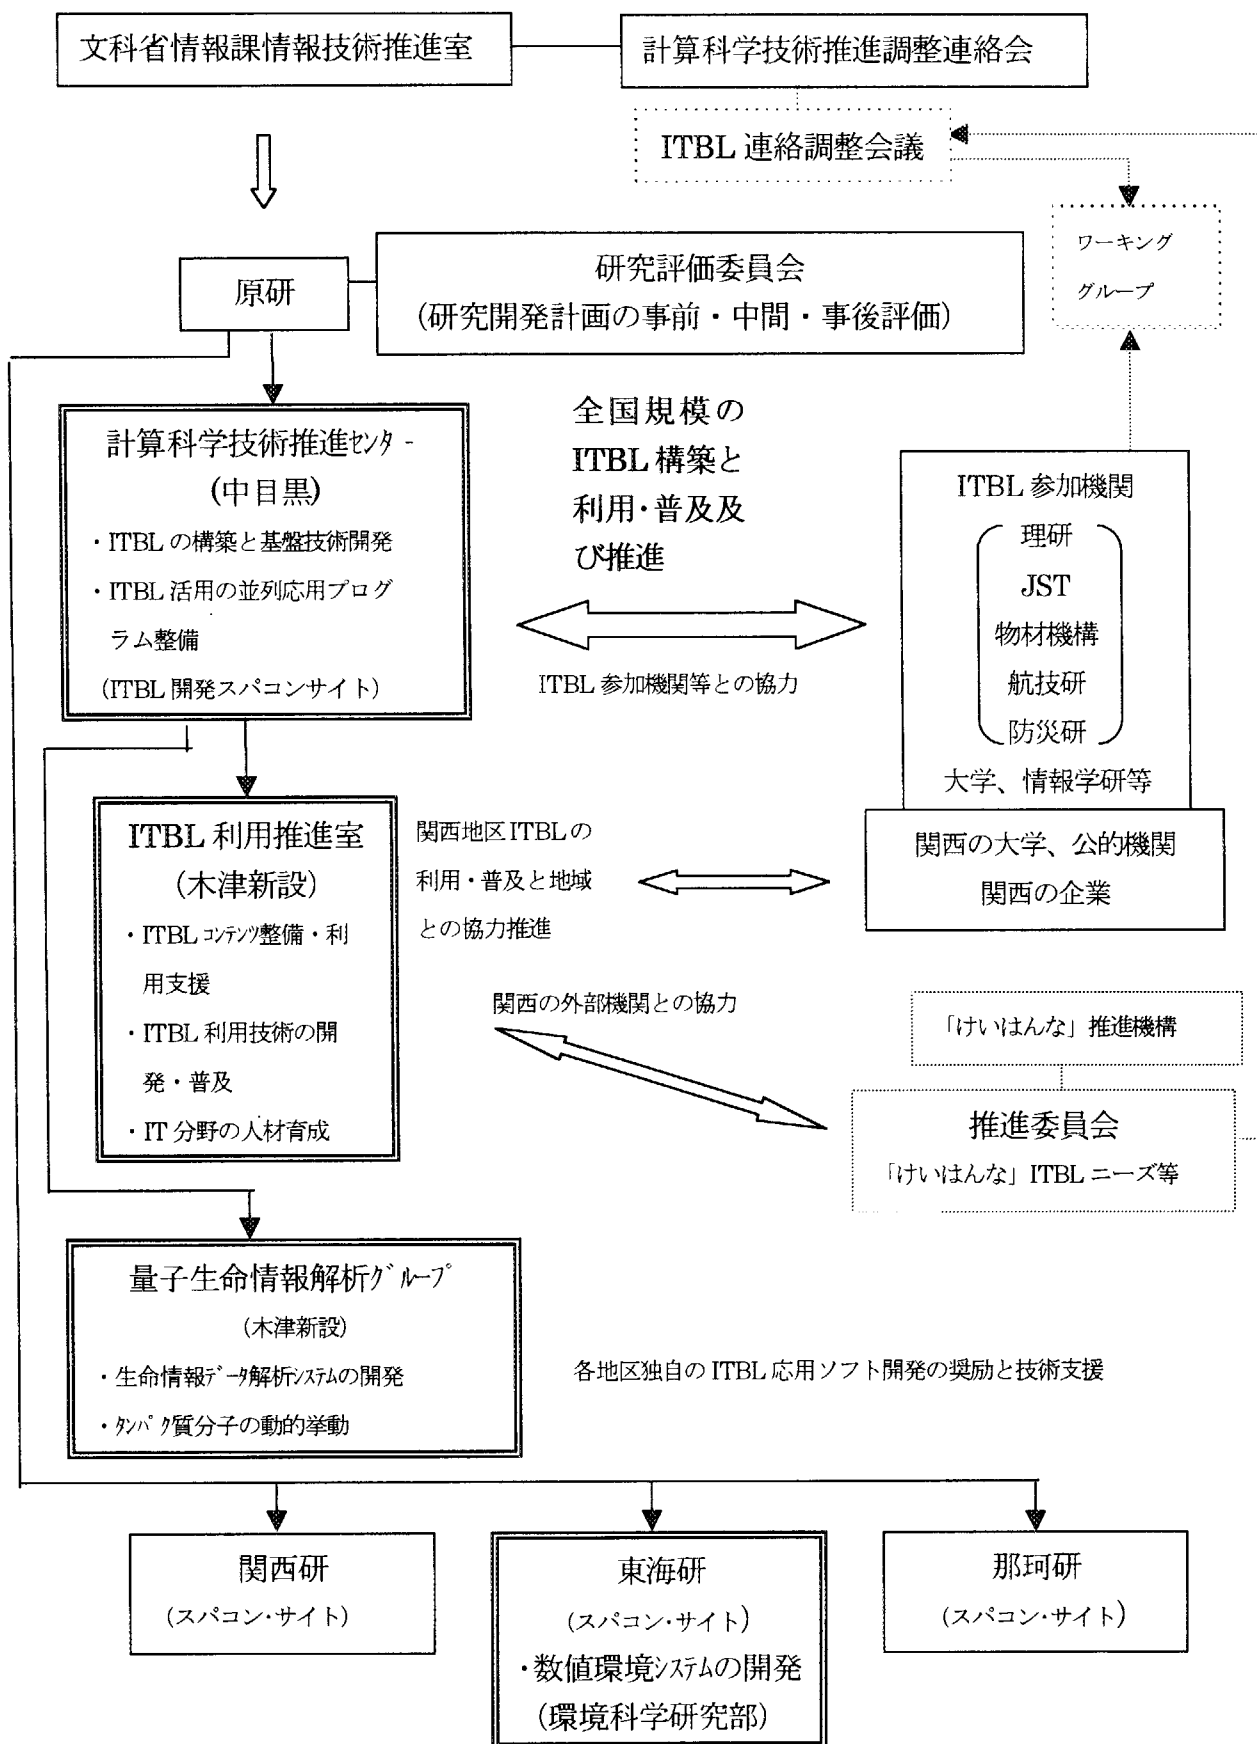 文科省情報課情報技術推進室
計算科学技術推進調整連絡会
ITBL 連絡調整会議
ワーキング
グループ
原研
研究評価委員会
(研究開発計画の事前・中間・事後評価)
計算科学技術推進ｾﾝﾀｰ
(中目黒)
・ITBL の構築と基盤技術開発
・ITBL 活用の並列応用プログ
ラム整備
(ITBL 開発スパコンサイト)
全国規模の
ITBL 構築と
利用・普及及
び推進
ITBL 参加機関等との協力
ITBL 参加機関
理研
JST
物材機構
航技研
防災研
大学、情報学研等
関西の大学、公的機関
関西の企業
ITBL 利用推進室
(木津新設)
・ITBL ｺﾝﾃﾝﾂ整備・利
用支援
・ITBL 利用技術の開
発・普及
・IT 分野の人材育成
関西地区 ITBL の
利用・普及と地域
との協力推進
関西の外部機関との協力
「けいはんな」推進機構
推進委員会
「けいはんな」ITBL ニーズ等
量子生命情報解析ｸﾞﾙｰﾌﾟ
(木津新設)
・生命情報ﾃﾞｰﾀ解析ｼｽﾃﾑの開発
・ﾀﾝﾊﾟｸ質分子の動的挙動
各地区独自の ITBL 応用ソフト開発の奨励と技術支援
関西研
(スパコン・サイト)
東海研
(スパコン・サイト)
・数値環境ｼｽﾃﾑの開発
(環境科学研究部)
那珂研
(スパコン・サイト)